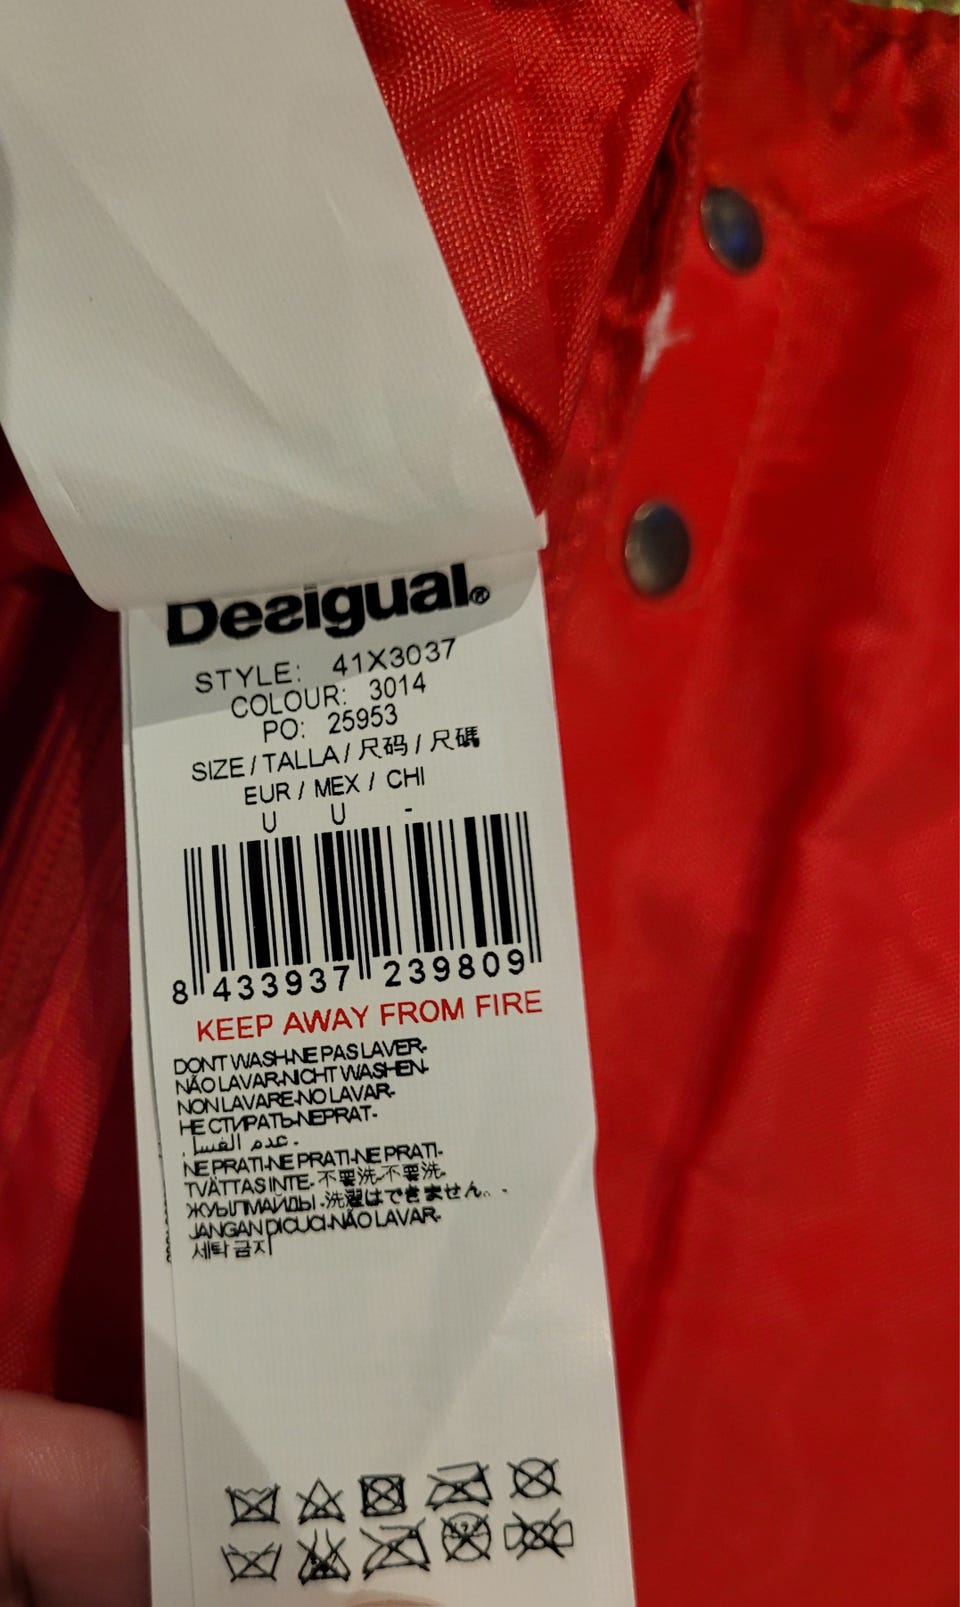 Desigual®
STYLE: 41X3037
COLOUR: 3014
PO: 25953
SIZE / TALLA / 尺码 / 尺碼
EUR / MEX / CHI
U U -
8 433937 239809
KEEP AWAY FROM FIRE
DONT WASH-NE PAS LAVER-
NÃO LAVAR-NICHT WASHEN-
NON LAVARE-NO LAVAR-
НЕ СТИРАТЬ-NEPRAT-
عدم الغسل.
NE PRATI-NE PRATI-NE PRATI-
TVÄTTAS INTE-不要洗-不要洗-
ЖУЫЛМАЙДЫ-洗濯はできません. -
JANGAN DICUCI-NÃO LAVAR-
세탁 금지